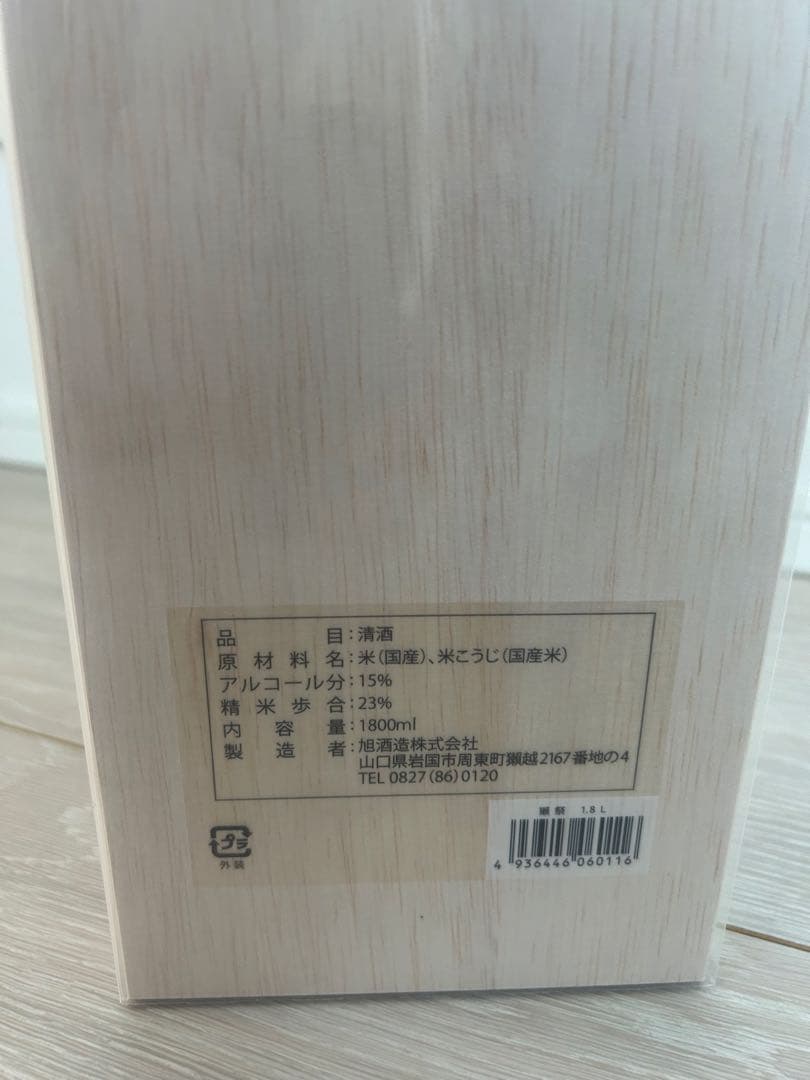 品目:清酒
原材料名:米(国産)、米こうじ(国産米)
アルコール分:15%
精米歩合:23%
内容量:1800ml
製造者:旭酒造株式会社
山口県岩国市周東町獺越2167番地の4
TEL 0827(86)0120
プラ
外装
獺祭 1.8L
4 936446 060116